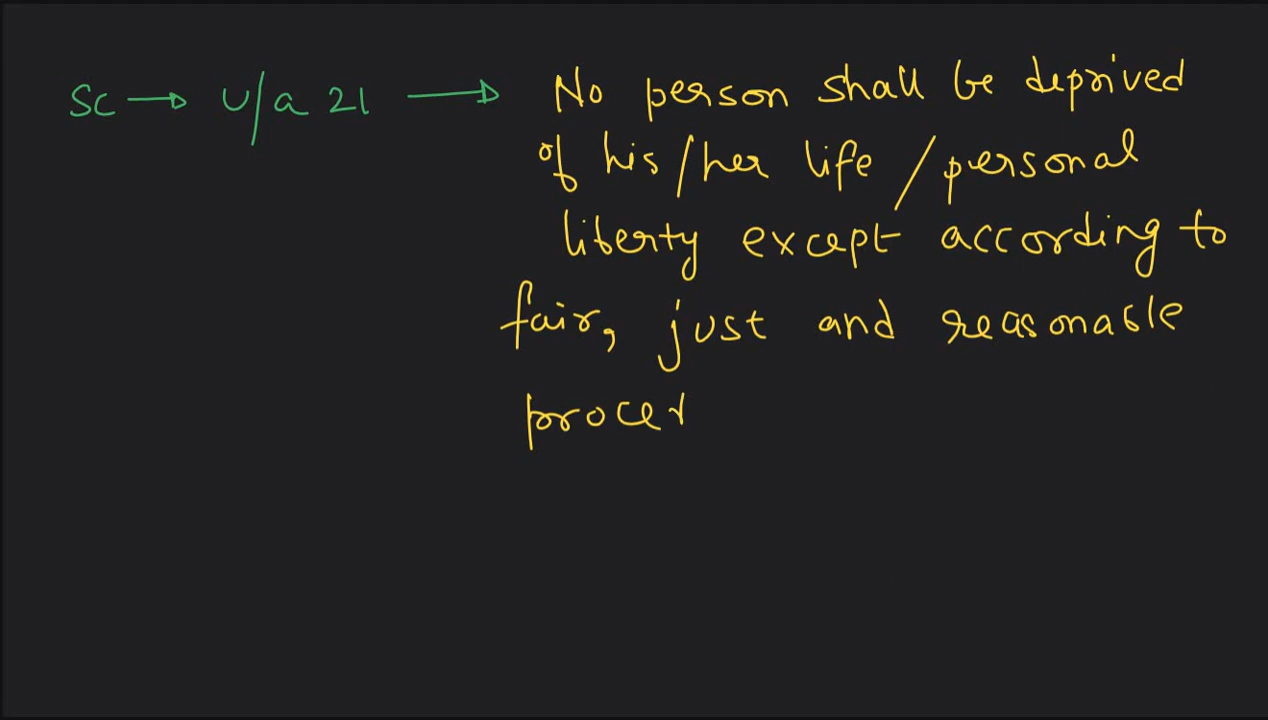 SC → U/a 21 → No person shall be deprived
of his/her life / personal
liberty except according to
fair, just and reasonable
proced